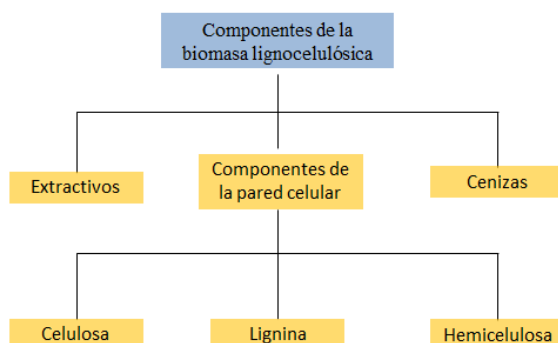 Componentes de la
biomasa lignocelulósica
Extractivos
Componentes de
la pared celular
Cenizas
Celulosa
Lignina
Hemicelulosa